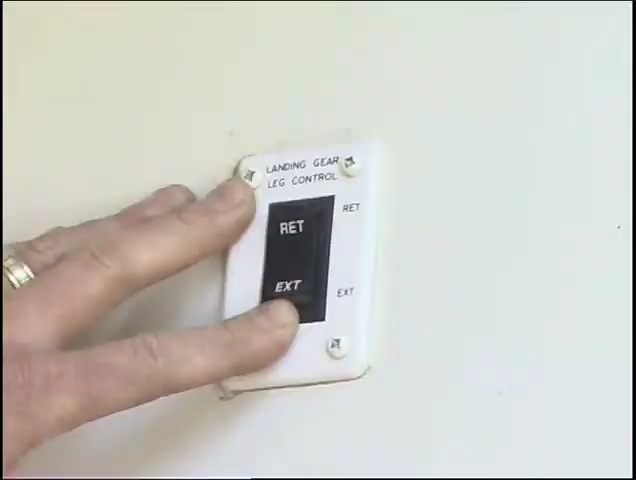 LANDING GEAR
LEG CONTROL
RET
RET
EXT
EXT